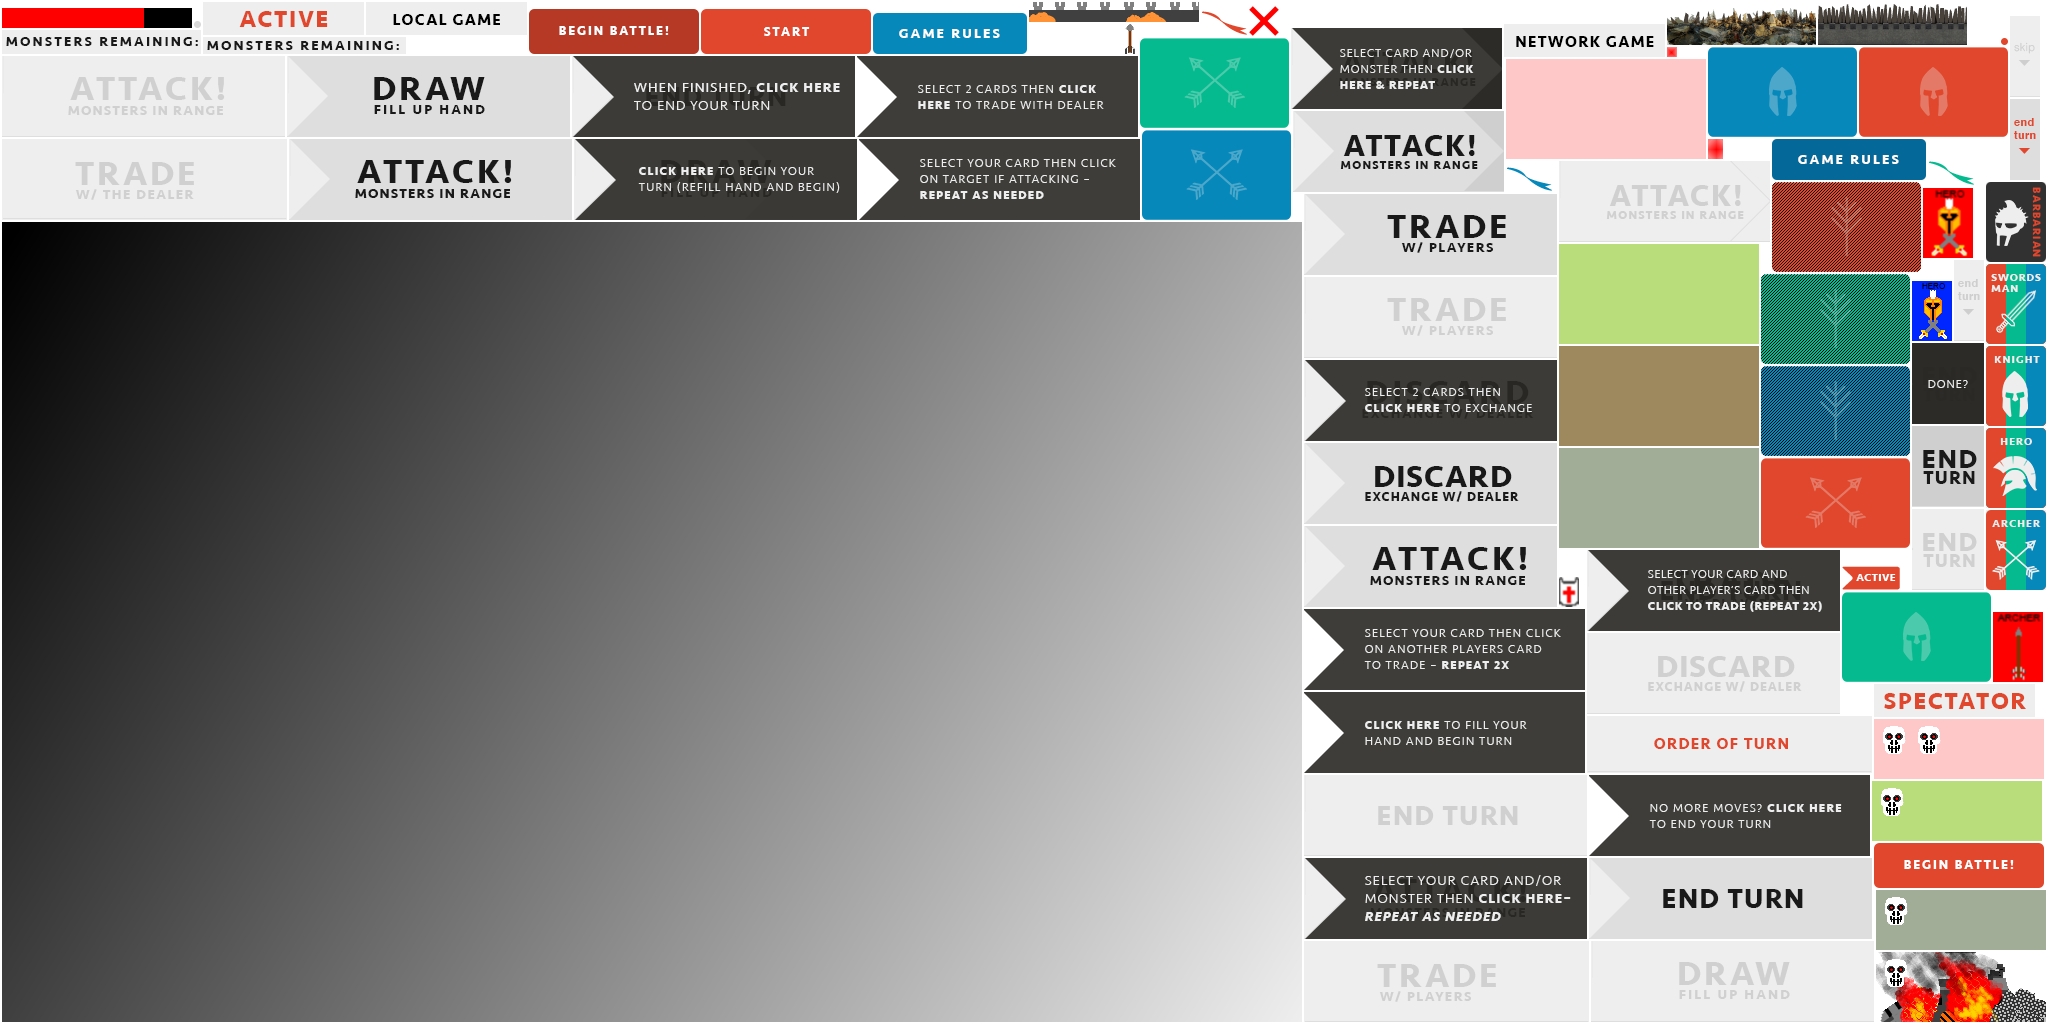 MONSTERS REMAINING:
ACTIVE
MONSTERS REMAINING:
LOCAL GAME
BEGIN BATTLE!
START
GAME RULES
ATTACK!
MONSTERS IN RANGE
DRAW
FILL UP HAND
WHEN FINISHED, CLICK HERE
TO END YOUR TURN
SELECT 2 CARDS THEN CLICK
HERE TO TRADE WITH DEALER
TRADE
W/ THE DEALER
ATTACK!
MONSTERS IN RANGE
CLICK HERE TO BEGIN YOUR
TURN (REFILL HAND AND BEGIN)
SELECT YOUR CARD THEN CLICK
ON TARGET IF ATTACKING –
REPEAT AS NEEDED
SELECT CARD AND/OR
MONSTER THEN CLICK
HERE & REPEAT
NETWORK GAME
ATTACK!
MONSTERS IN RANGE
skip
end
turn
GAME RULES
ATTACK!
MONSTERS IN RANGE
HERO
BARBARIAN
TRADE
W/ PLAYERS
TRADE
W/ PLAYERS
HERO
end
turn
SWORDS
MAN
SELECT 2 CARDS THEN
CLICK HERE TO EXCHANGE
DONE?
KNIGHT
DISCARD
EXCHANGE W/ DEALER
END
TURN
HERO
ATTACK!
MONSTERS IN RANGE
END
TURN
ARCHER
SELECT YOUR CARD AND
OTHER PLAYER'S CARD THEN
CLICK TO TRADE (REPEAT 2X)
ACTIVE
SELECT YOUR CARD THEN CLICK
ON ANOTHER PLAYERS CARD
TO TRADE – REPEAT 2X
DISCARD
EXCHANGE W/ DEALER
ARCHER
SPECTATOR
CLICK HERE TO FILL YOUR
HAND AND BEGIN TURN
ORDER OF TURN
END TURN
NO MORE MOVES? CLICK HERE
TO END YOUR TURN
BEGIN BATTLE!
SELECT YOUR CARD AND/OR
MONSTER THEN CLICK HERE–
REPEAT AS NEEDED
END TURN
TRADE
W/ PLAYERS
DRAW
FILL UP HAND